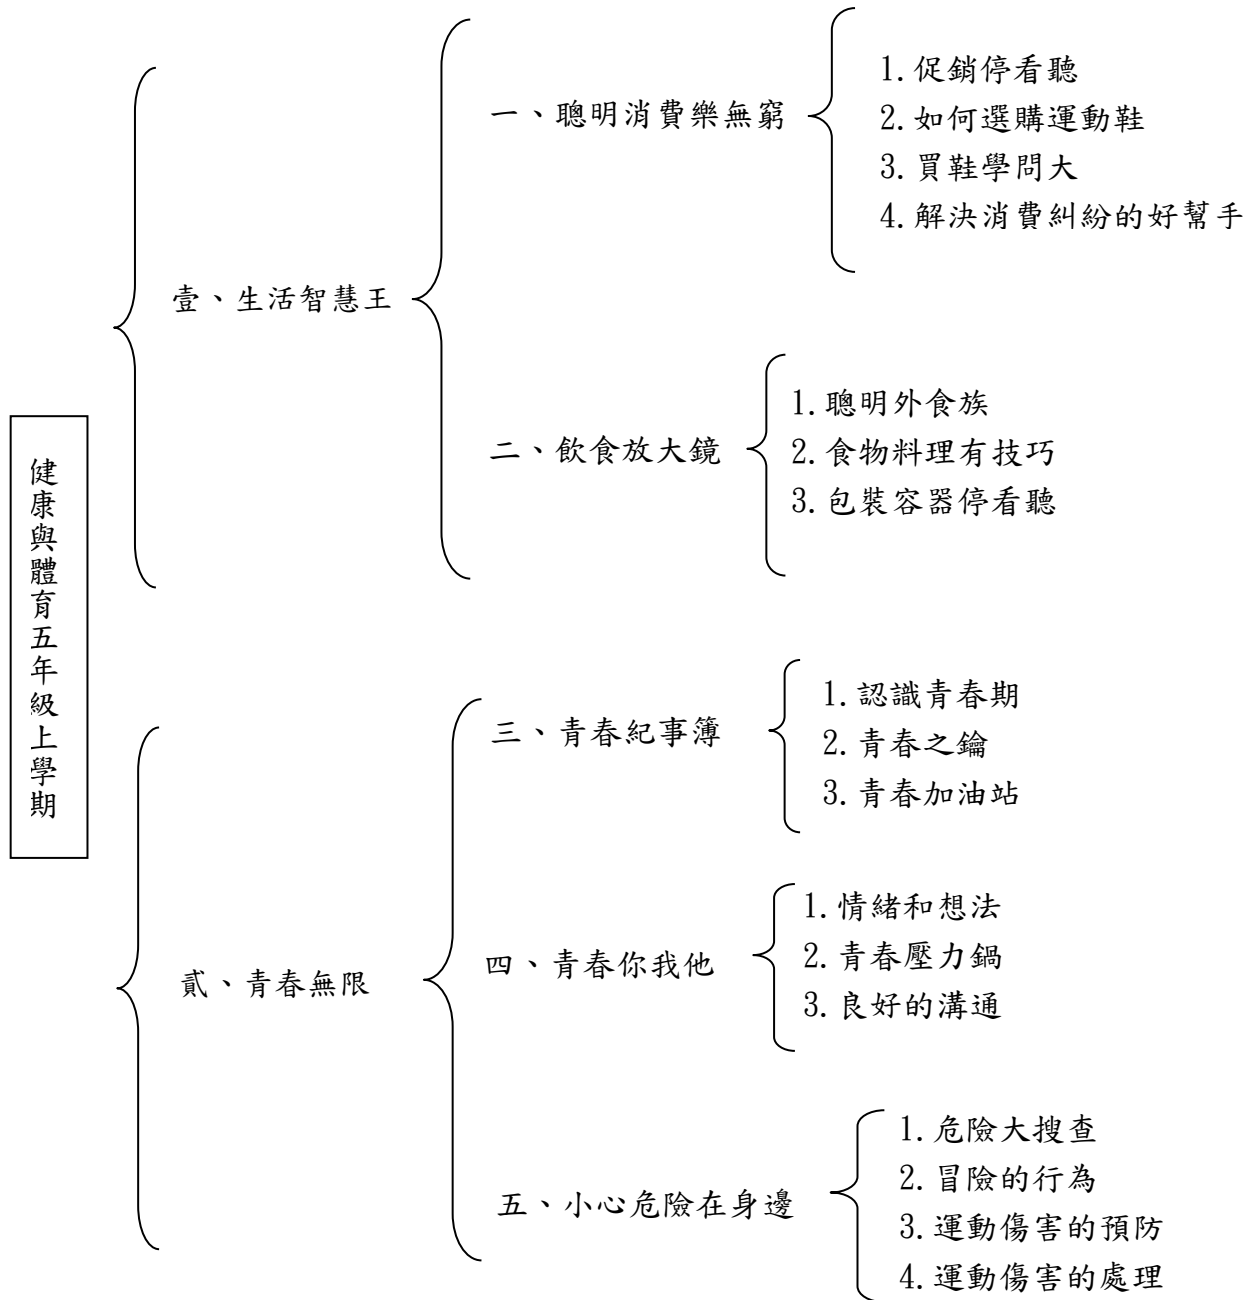 健康與體育五年級上學期
壹、生活智慧王
一、聰明消費樂無窮
1.促銷停看聽
2.如何選購運動鞋
3.買鞋學問大
4.解決消費糾紛的好幫手
二、飲食放大鏡
1.聰明外食族
2.食物料理有技巧
3.包裝容器停看聽
貳、青春無限
三、青春紀事簿
1.認識青春期
2.青春之鑰
3.青春加油站
四、青春你我他
1.情緒和想法
2.青春壓力鍋
3.良好的溝通
五、小心危險在身邊
1.危險大搜查
2.冒險的行為
3.運動傷害的預防
4.運動傷害的處理